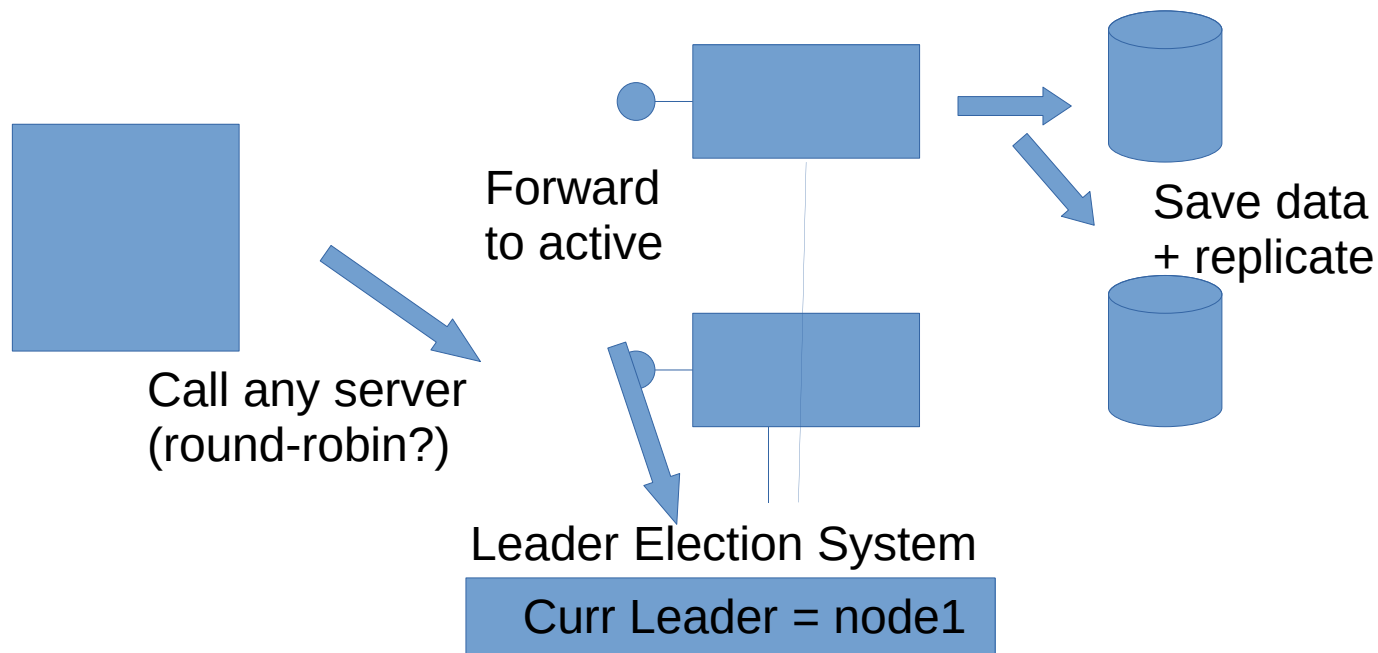 Forward
to active
Save data
+ replicate
Call any server
(round-robin?)
Leader Election System
Curr Leader = node1